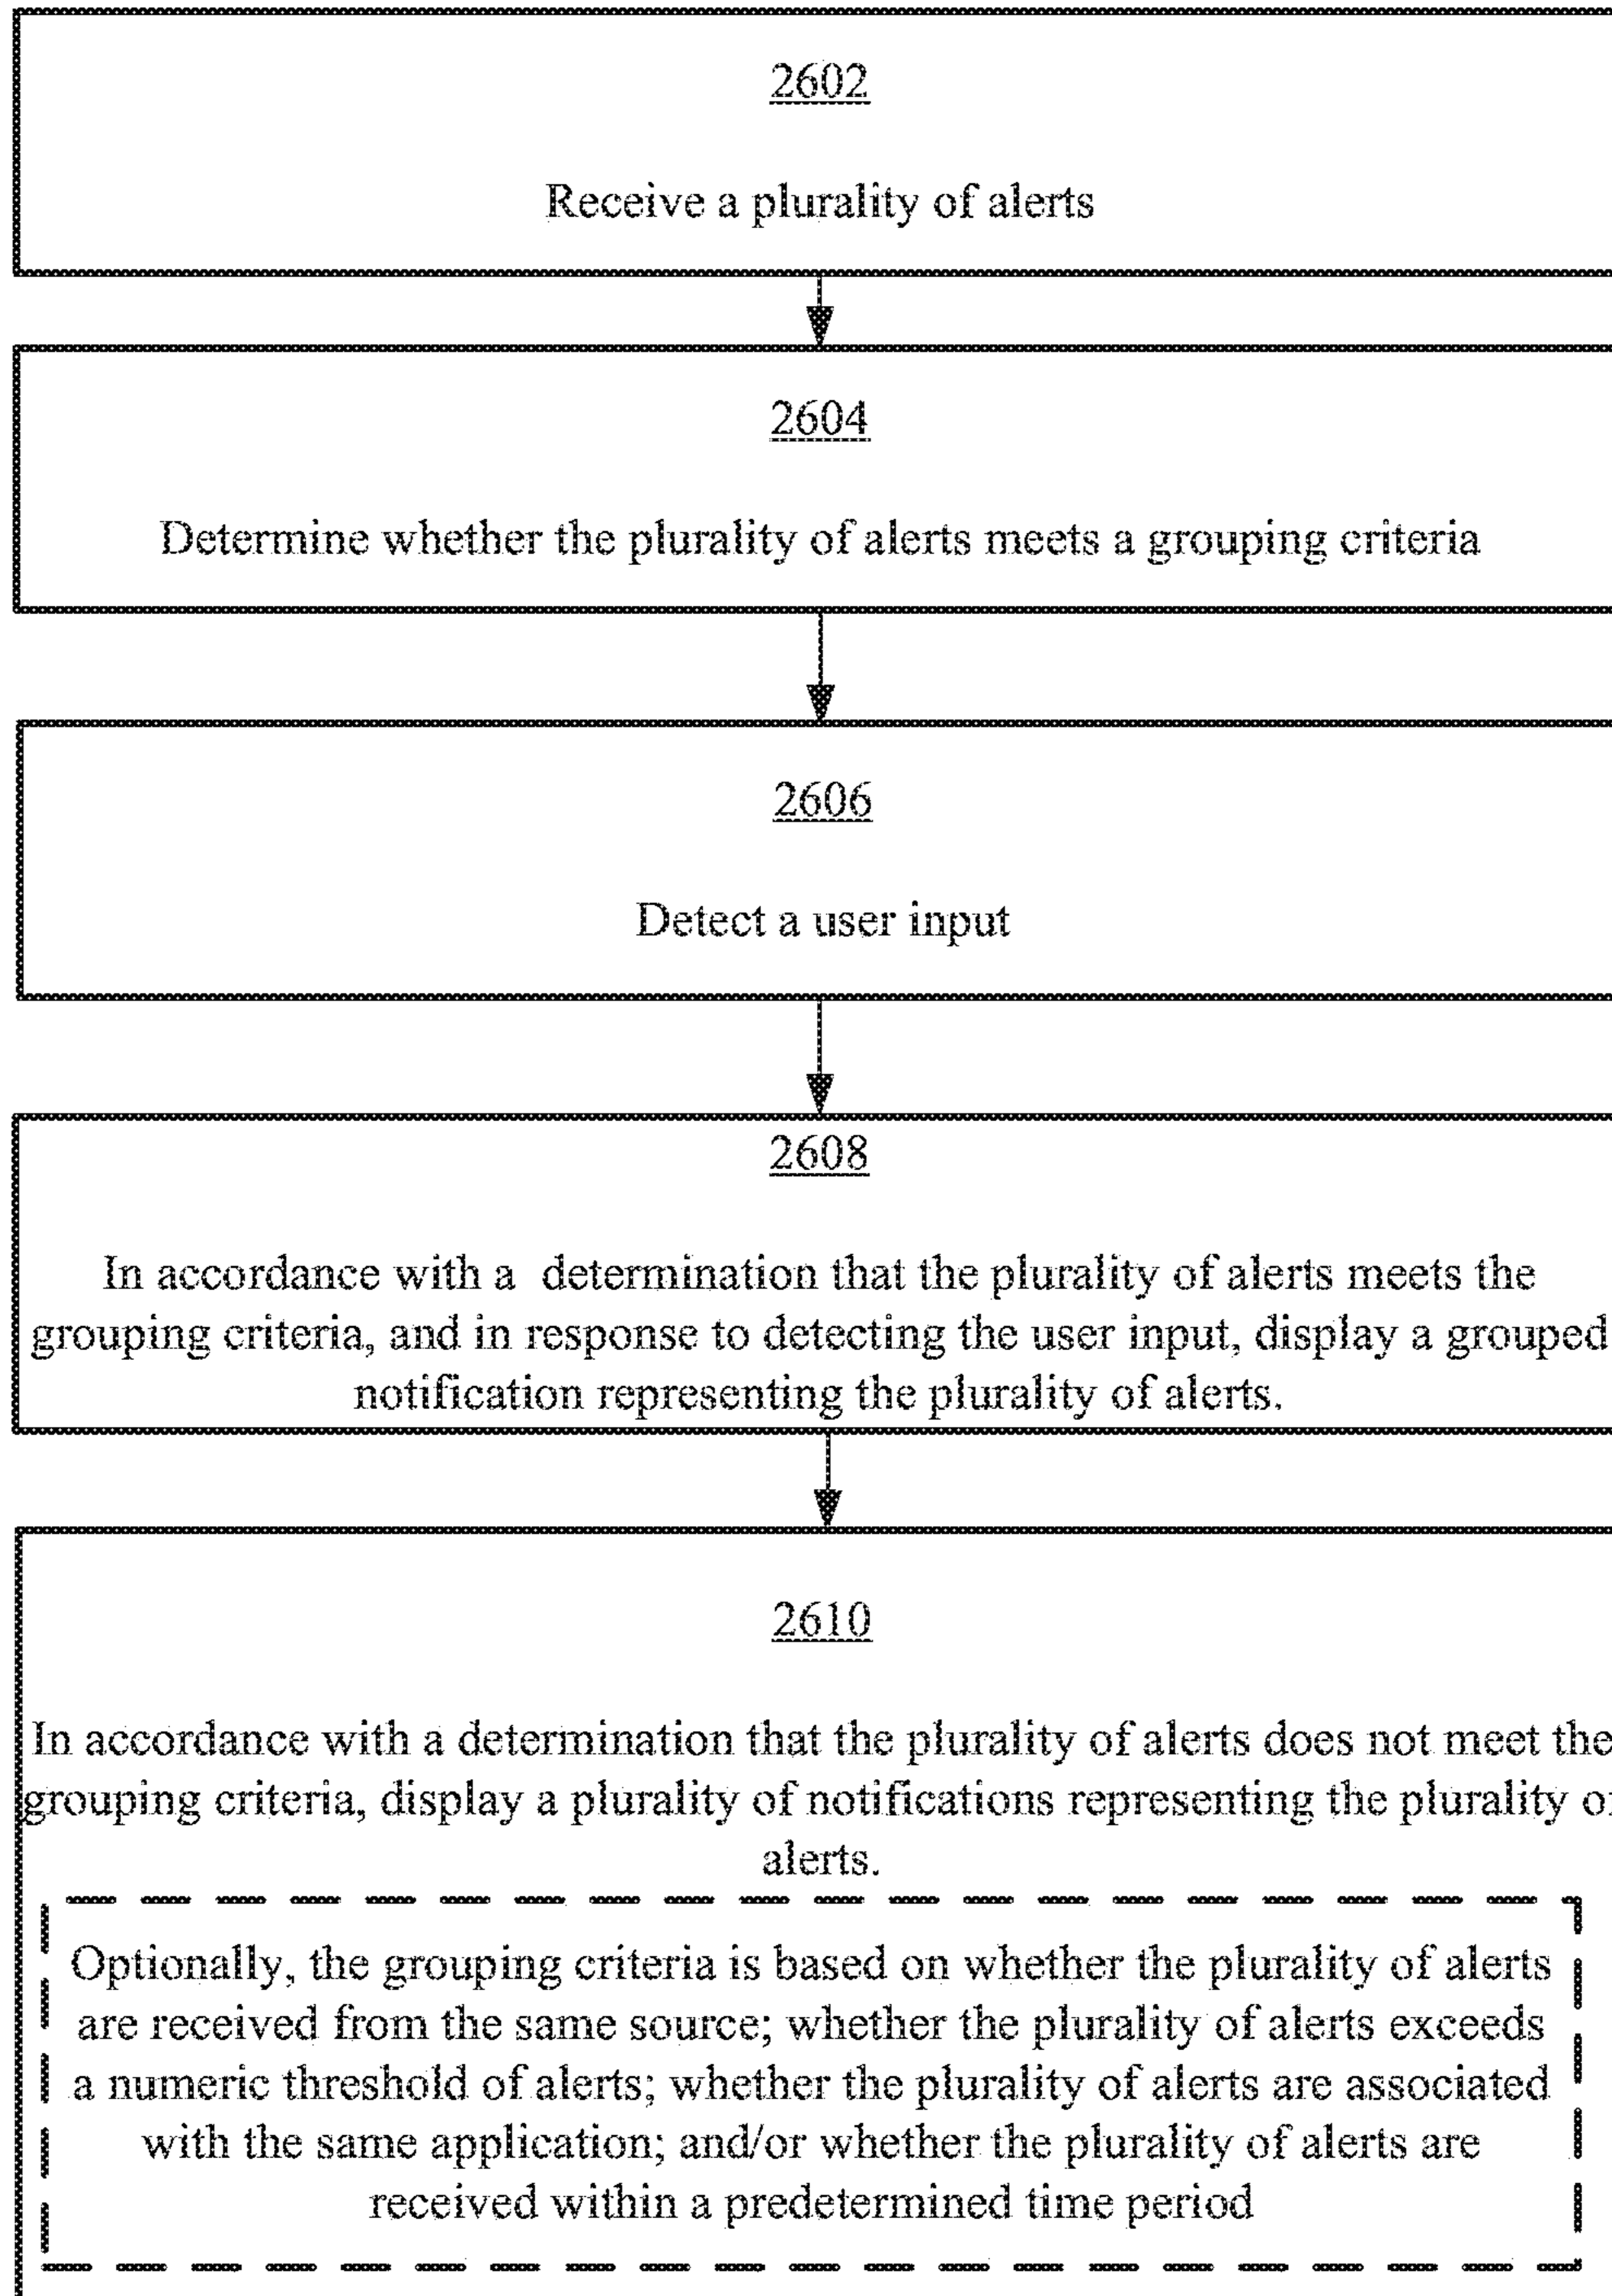 2602
Receive a plurality of alerts
2604
Determine whether the plurality of alerts meets a grouping criteria
2606
Detect a user input
2608
In accordance with a determination that the plurality of alerts meets the
grouping criteria, and in response to detecting the user input, display a grouped
notification representing the plurality of alerts.
2610
In accordance with a determination that the plurality of alerts does not meet the
grouping criteria, display a plurality of notifications representing the plurality of
alerts.
Optionally, the grouping criteria is based on whether the plurality of alerts
are received from the same source; whether the plurality of alerts exceeds
a numeric threshold of alerts; whether the plurality of alerts are associated
with the same application; and/or whether the plurality of alerts are
received within a predetermined time period